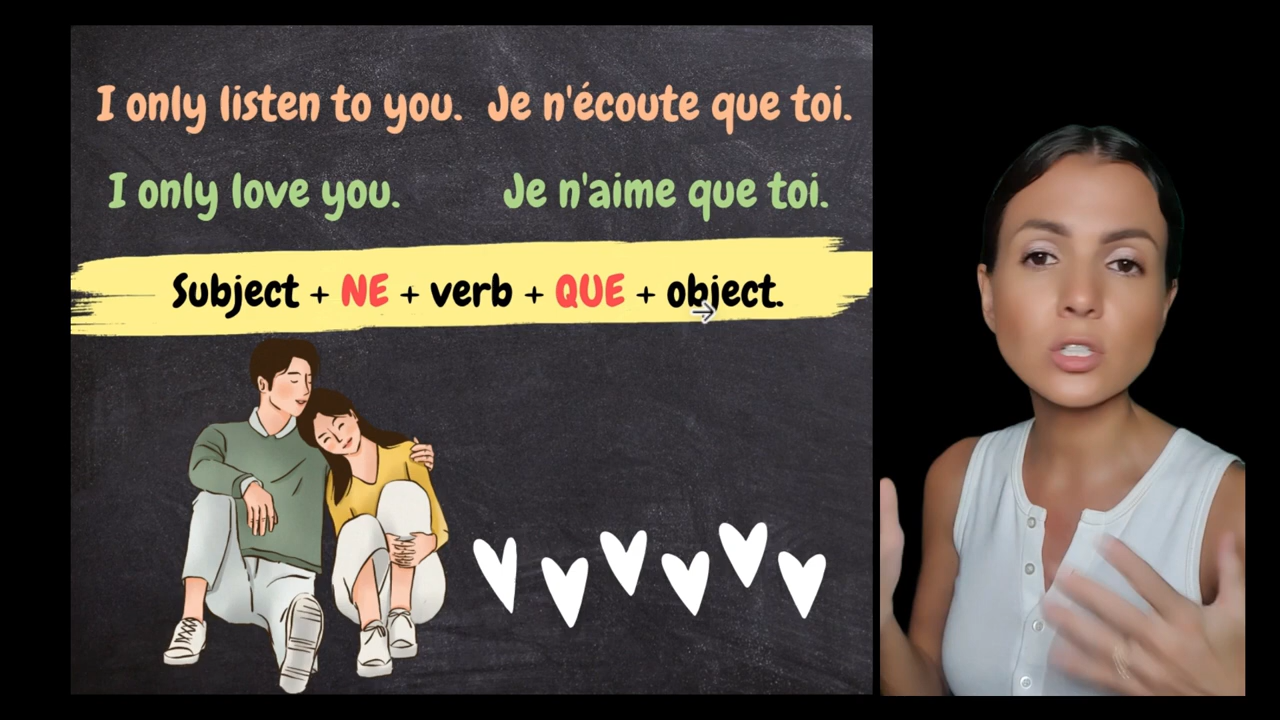 I only listen to you. Je n'écoute que toi.
I only love you. Je n'aime que toi.
Subject + NE + verb + QUE + object.